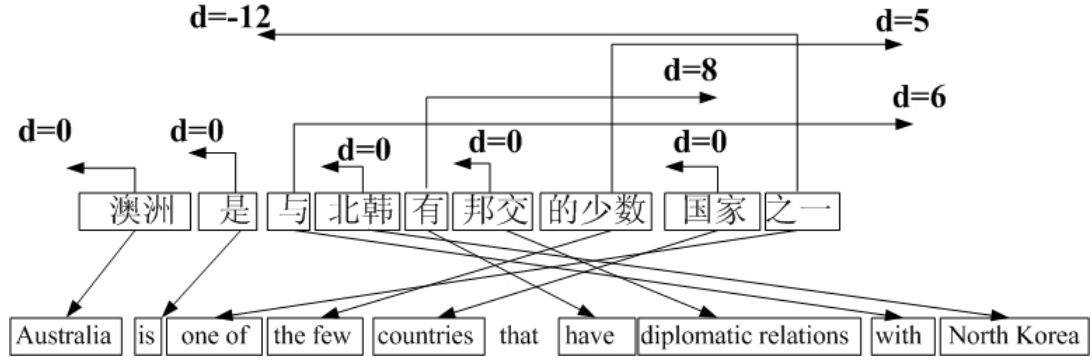 d=-12
d=5
d=8
d=6
d=0 d=0 d=0 d=0 d=0
澳洲 是 与 北韩 有 邦交 的少数 国家 之一
Australia is one of the few countries that have diplomatic relations with North Korea